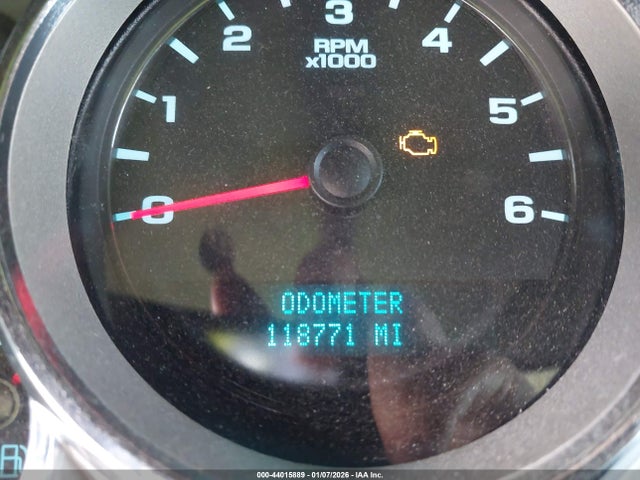 3
2 4
RPM
x1000
1 5
0 6
ODOMETER
118771 MI
000-44015889 - 01/07/2026 - IAA Inc.